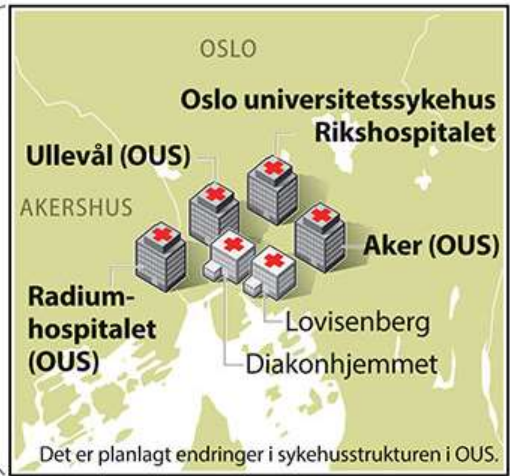 OSLO
Oslo universitetssykehus
Rikshospitalet
Ullevål (OUS)
AKERSHUS
Aker (OUS)
Radium-
hospitalet
(OUS)
Lovisenberg
Diakonhjemmet
Det er planlagt endringer i sykehusstrukturen i OUS.